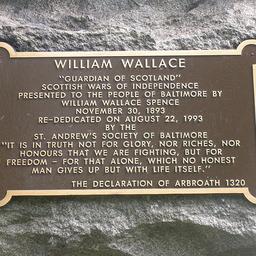 WILLIAM WALLACE
"GUARDIAN OF SCOTLAND"
SCOTTISH WARS OF INDEPENDENCE
PRESENTED TO THE PEOPLE OF BALTIMORE BY
WILLIAM WALLACE SPENCE
NOVEMBER 30, 1893
RE-DEDICATED ON AUGUST 22, 1993
BY THE
ST. ANDREW'S SOCIETY OF BALTIMORE
"IT IS IN TRUTH NOT FOR GLORY, NOR RICHES, NOR
HONOURS THAT WE ARE FIGHTING, BUT FOR
FREEDOM – FOR THAT ALONE, WHICH NO HONEST
MAN GIVES UP BUT WITH LIFE ITSELF."
THE DECLARATION OF ARBROATH 1320